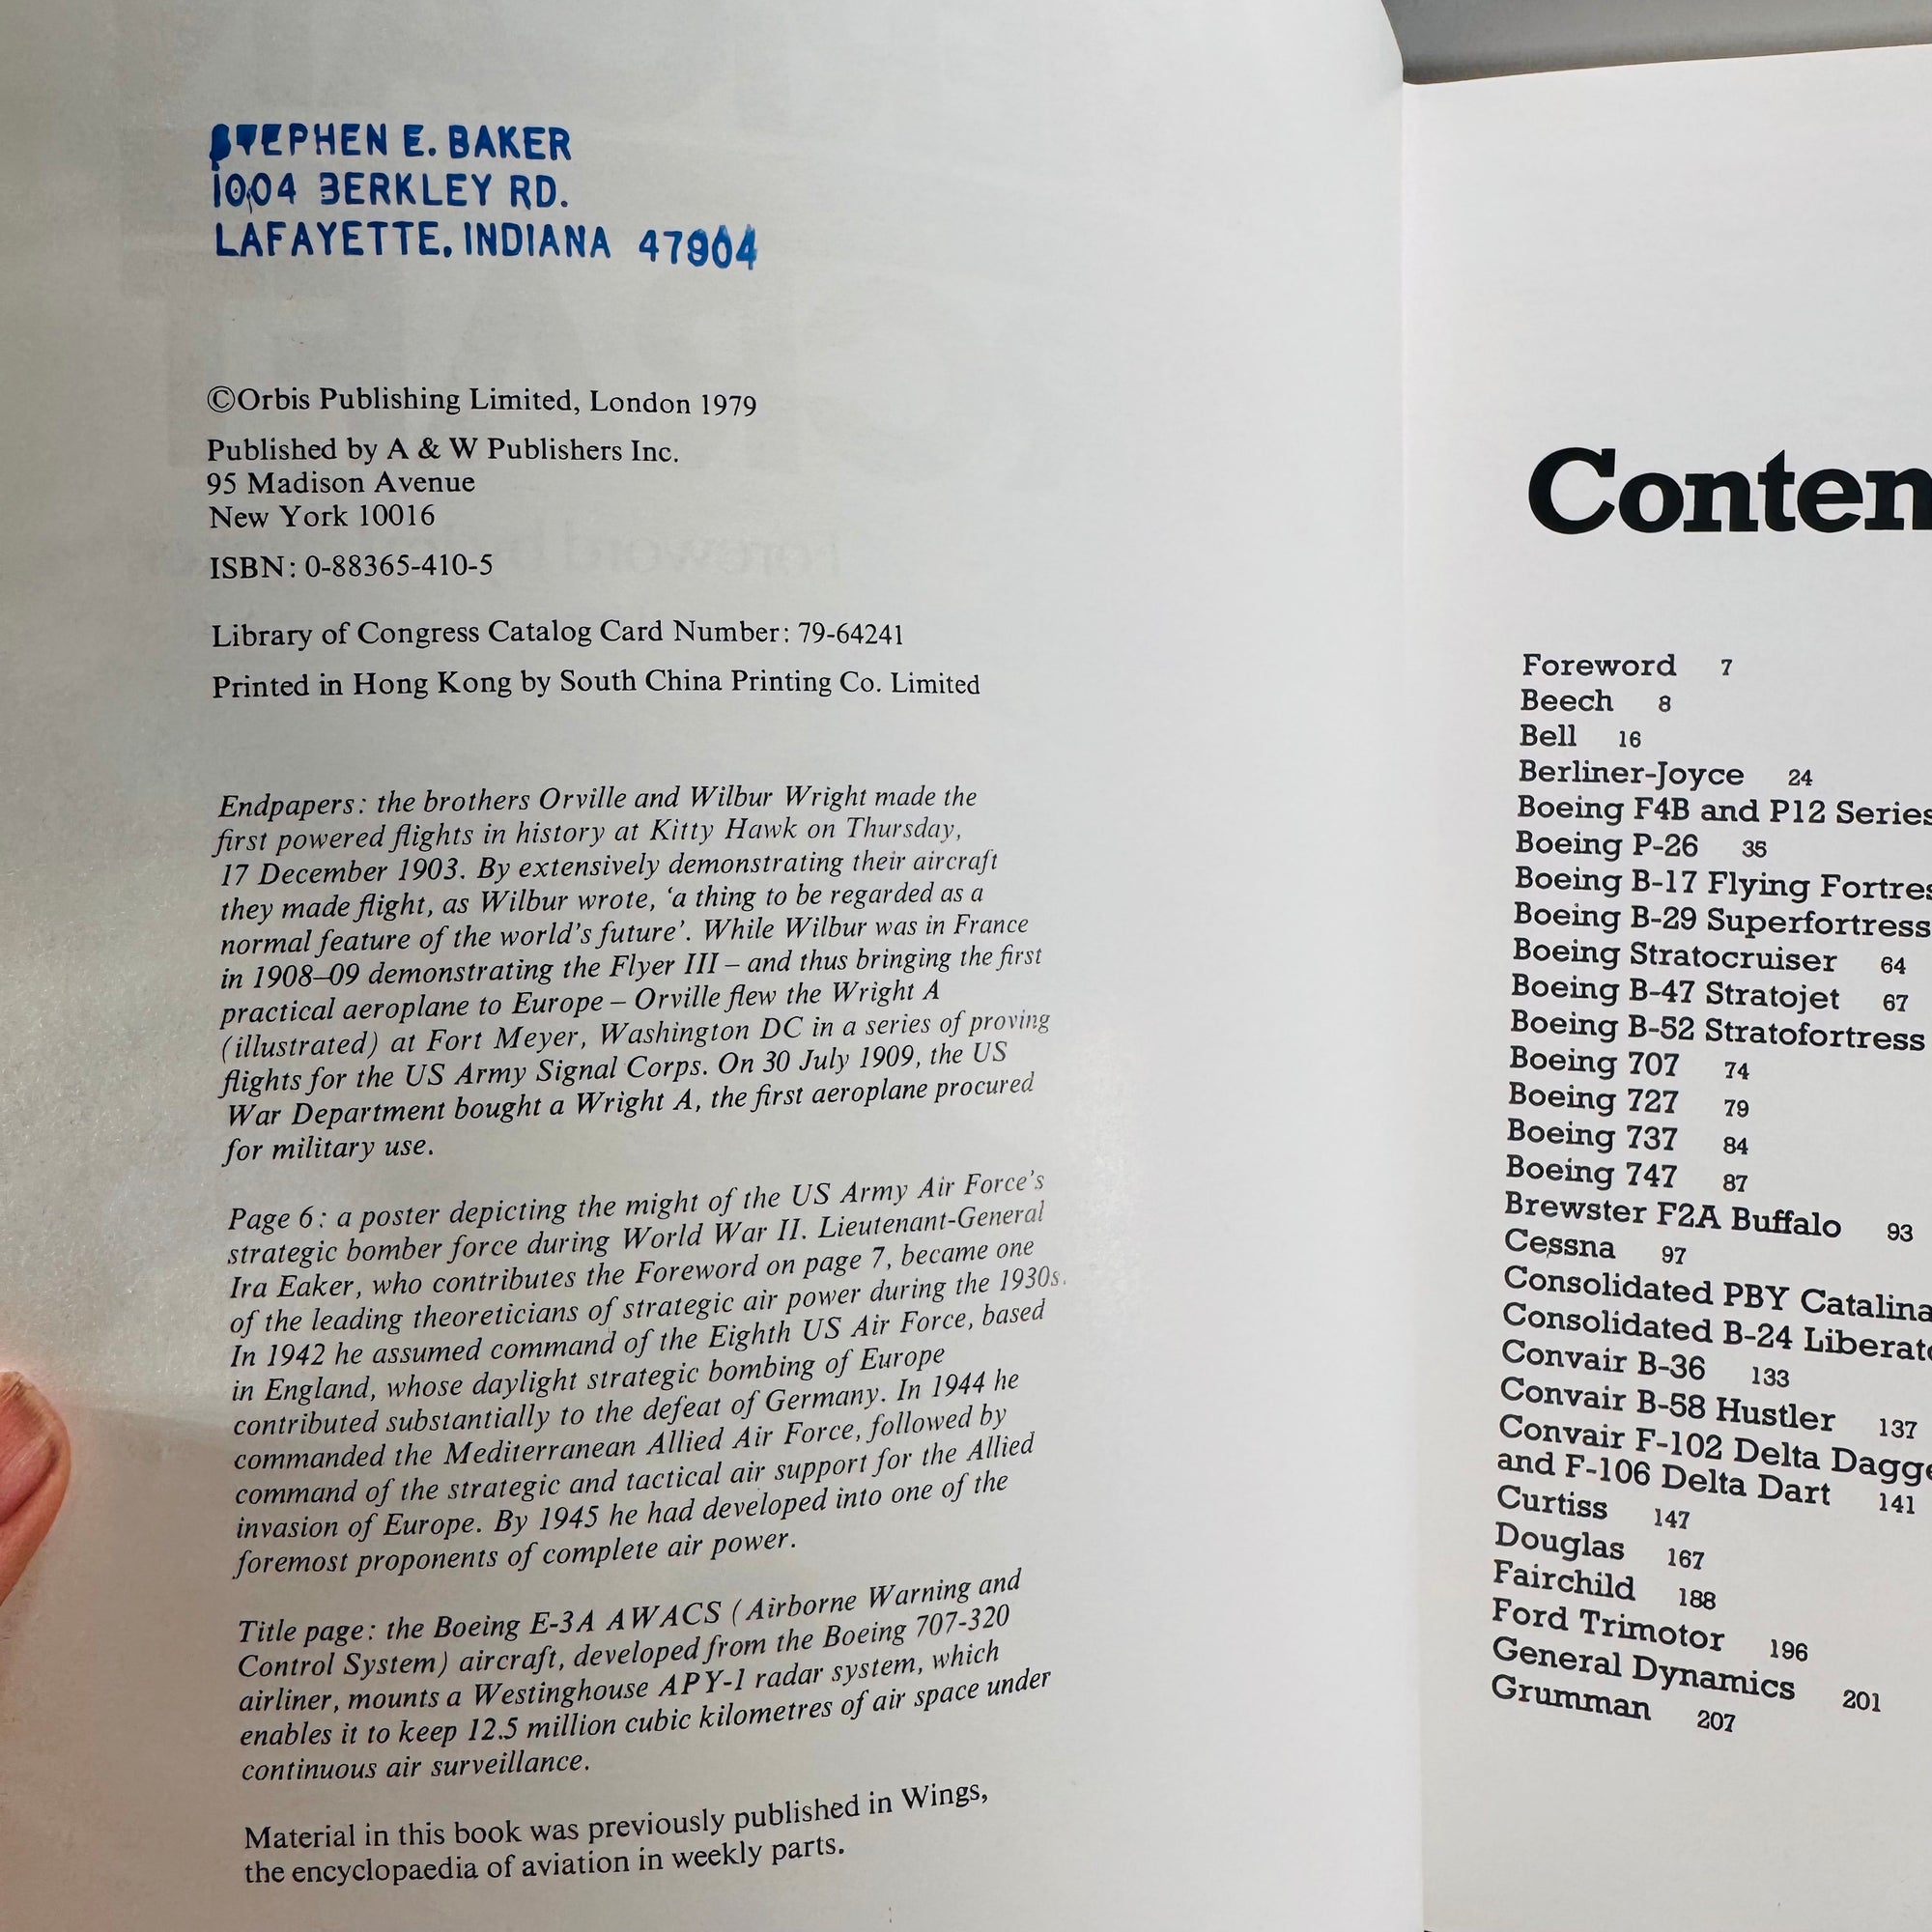 STEPHEN E. BAKER
1004 BERKLEY RD.
LAFAYETTE, INDIANA 47904
©Orbis Publishing Limited, London 1979
Published by A & W Publishers Inc.
95 Madison Avenue
New York 10016
ISBN: 0-88365-410-5
Library of Congress Catalog Card Number: 79-64241
Printed in Hong Kong by South China Printing Co. Limited
Endpapers: the brothers Orville and Wilbur Wright made the
first powered flights in history at Kitty Hawk on Thursday,
17 December 1903. By extensively demonstrating their aircraft
they made flight, as Wilbur wrote, ‘a thing to be regarded as a
normal feature of the world’s future’. While Wilbur was in France
in 1908–09 demonstrating the Flyer III – and thus bringing the first
practical aeroplane to Europe – Orville flew the Wright A
(illustrated) at Fort Meyer, Washington DC in a series of proving
flights for the US Army Signal Corps. On 30 July 1909, the US
War Department bought a Wright A, the first aeroplane procured
for military use.
Page 6: a poster depicting the might of the US Army Air Force’s
strategic bomber force during World War II. Lieutenant-General
Ira Eaker, who contributes the Foreword on page 7, became one
of the leading theoreticians of strategic air power during the 1930s.
In 1942 he assumed command of the Eighth US Air Force, based
in England, whose daylight strategic bombing of Europe
contributed substantially to the defeat of Germany. In 1944 he
commanded the Mediterranean Allied Air Force, followed by
command of the strategic and tactical air support for the Allied
invasion of Europe. By 1945 he had developed into one of the
foremost proponents of complete air power.
Title page: the Boeing E-3A AWACS (Airborne Warning and
Control System) aircraft, developed from the Boeing 707-320
airliner, mounts a Westinghouse APY-1 radar system, which
enables it to keep 12.5 million cubic kilometres of air space under
continuous air surveillance.
Material in this book was previously published in Wings,
the encyclopaedia of aviation in weekly parts.
Conten
Foreword 7
Beech 8
Bell 16
Berliner-Joyce 24
Boeing F4B and P12 Series
Boeing P-26 35
Boeing B-17 Flying Fortres
Boeing B-29 Superfortress
Boeing Stratocruiser 64
Boeing B-47 Stratojet 67
Boeing B-52 Stratofortress
Boeing 707 74
Boeing 727 79
Boeing 737 84
Boeing 747 87
Brewster F2A Buffalo 93
Cessna 97
Consolidated PBY Catalina
Consolidated B-24 Liberato
Convair B-36 133
Convair B-58 Hustler 137
Convair F-102 Delta Dagge
and F-106 Delta Dart 141
Curtiss 147
Douglas 167
Fairchild 188
Ford Trimotor 196
General Dynamics 201
Grumman 207